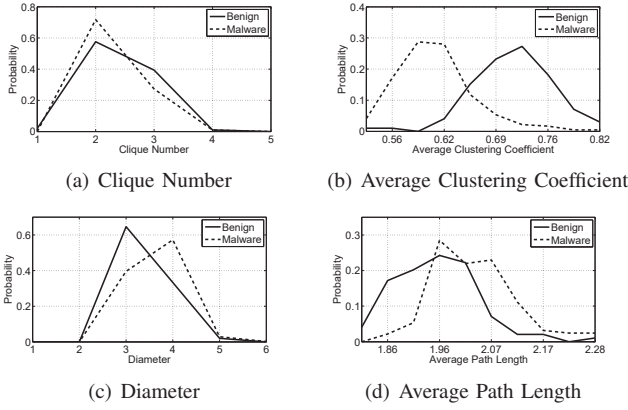 0.8
0.6
0.4
0.2
0
Probability
1 2 3 4 5
Clique Number
Benign
Malware
(a) Clique Number
0.4
0.3
0.2
0.1
0
Probability
0.56 0.62 0.69 0.76 0.82
Average Clustering Coefficient
Benign
Malware
(b) Average Clustering Coefficient
0.6
0.4
0.2
0
Probability
1 2 3 4 5 6
Diameter
Benign
Malware
(c) Diameter
0.3
0.2
0.1
0
Probability
1.86 1.96 2.07 2.17 2.28
Average Path Length
Benign
Malware
(d) Average Path Length